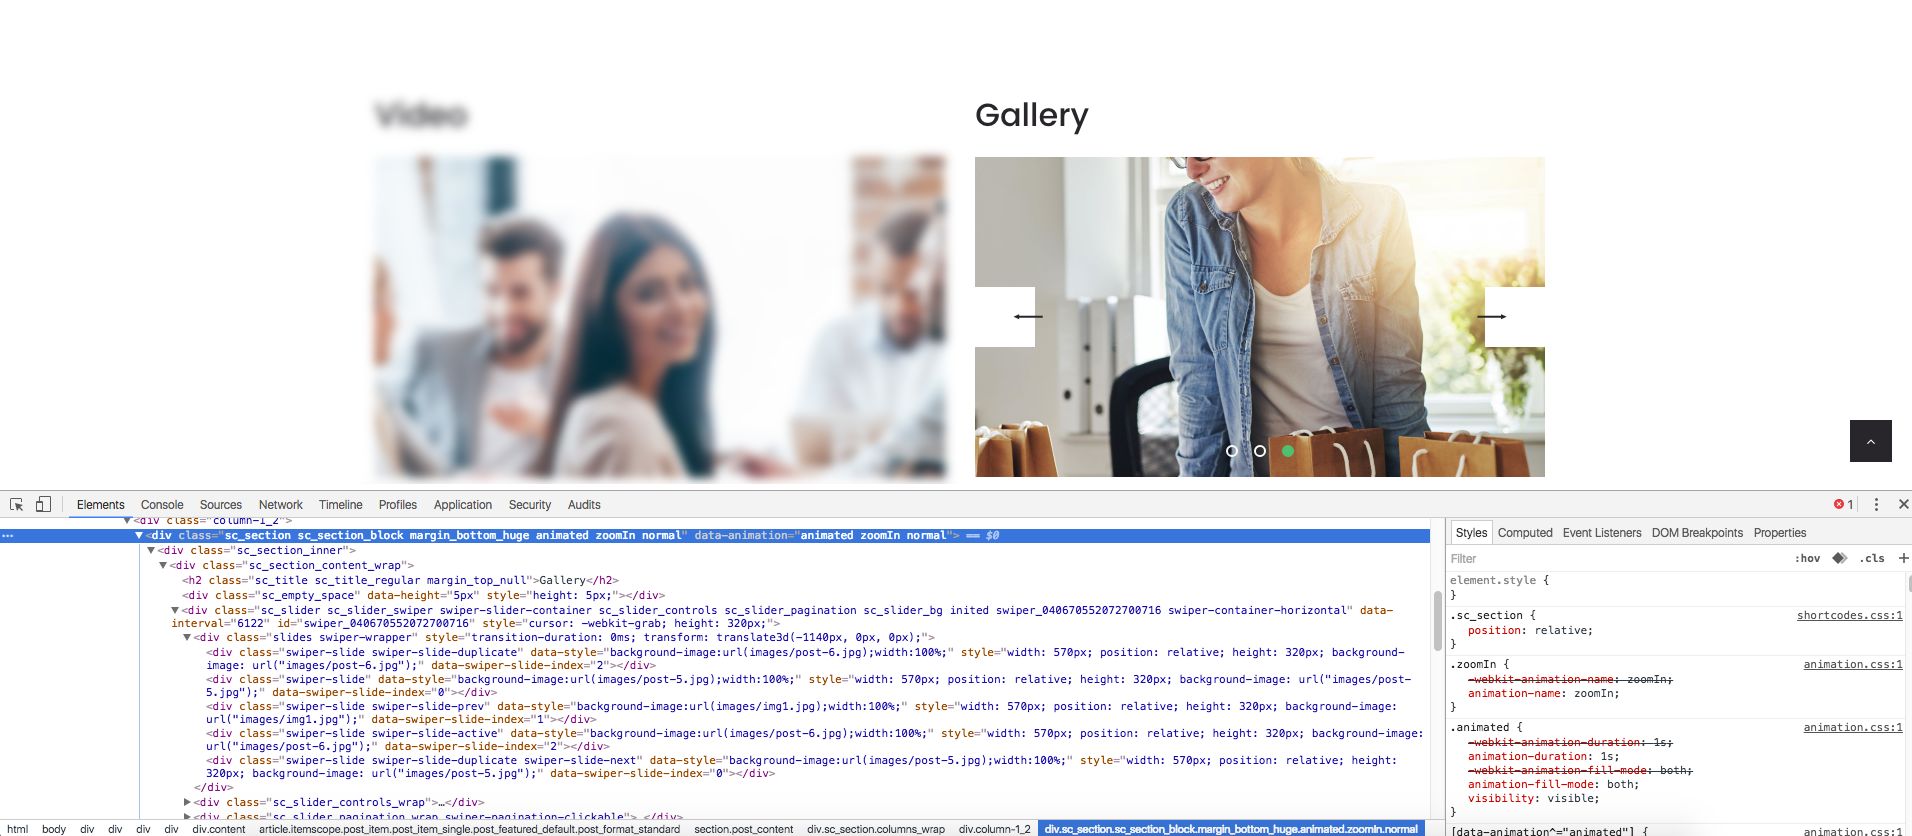 Video
Gallery
Elements Console Sources Network Timeline Profiles Application Security Audits
1
<div class="column-1_2">
<div class="sc_section sc_section_block margin_bottom_huge animated zoomIn normal" data-animation="animated zoomIn normal"> == $0
<div class="sc_section_inner">
<div class="sc_section_content_wrap">
<h2 class="sc_title sc_title_regular margin_top_null">Gallery</h2>
<div class="sc_empty_space" data-height="5px" style="height: 5px;"></div>
<div class="sc_slider sc_slider_swiper swiper-slider-container sc_slider_controls sc_slider_pagination sc_slider_bg inited swiper_040670552072700716 swiper-container-horizontal" data-
interval="6122" id="swiper_040670552072700716" style="cursor: -webkit-grab; height: 320px;">
<div class="slides swiper-wrapper" style="transition-duration: 0ms; transform: translate3d(-1140px, 0px, 0px);">
<div class="swiper-slide swiper-slide-duplicate" data-style="background-image:url(images/post-6.jpg);width:100%;" style="width: 570px; position: relative; height: 320px; background-
image: url("images/post-6.jpg");" data-swiper-slide-index="2"></div>
<div class="swiper-slide" data-style="background-image:url(images/post-5.jpg);width:100%;" style="width: 570px; position: relative; height: 320px; background-image: url("images/post-
5.jpg");" data-swiper-slide-index="0"></div>
<div class="swiper-slide swiper-slide-prev" data-style="background-image:url(images/img1.jpg);width:100%;" style="width: 570px; position: relative; height: 320px; background-image:
url("images/img1.jpg");" data-swiper-slide-index="1"></div>
<div class="swiper-slide swiper-slide-active" data-style="background-image:url(images/post-6.jpg);width:100%;" style="width: 570px; position: relative; height: 320px; background-image:
url("images/post-6.jpg");" data-swiper-slide-index="2"></div>
<div class="swiper-slide swiper-slide-duplicate swiper-slide-next" data-style="background-image:url(images/post-5.jpg);width:100%;" style="width: 570px; position: relative; height:
320px; background-image: url("images/post-5.jpg");" data-swiper-slide-index="0"></div>
</div>
<div class="sc_slider_controls_wrap">…</div>
<div class="sc_slider_pagination_wrap swiper-pagination-clickable">…</div>
html body div div div div div.content article.itemscope.post_item.post_item_single.post_featured_default.post_format_standard section.post_content div.sc_section.columns_wrap div.column-1_2 div.sc_section.sc_section_block.margin_bottom_huge.animated.zoomIn.normal
Styles Computed Event Listeners DOM Breakpoints Properties
Filter :hov .cls +
element.style {
}
.sc_section { shortcodes.css:1
position: relative;
}
.zoomIn { animation.css:1
-webkit-animation-name: zoomIn;
animation-name: zoomIn;
}
.animated { animation.css:1
-webkit-animation-duration: 1s;
animation-duration: 1s;
-webkit-animation-fill-mode: both;
animation-fill-mode: both;
visibility: visible;
}
[data-animation^="animated"] { animation.css:1